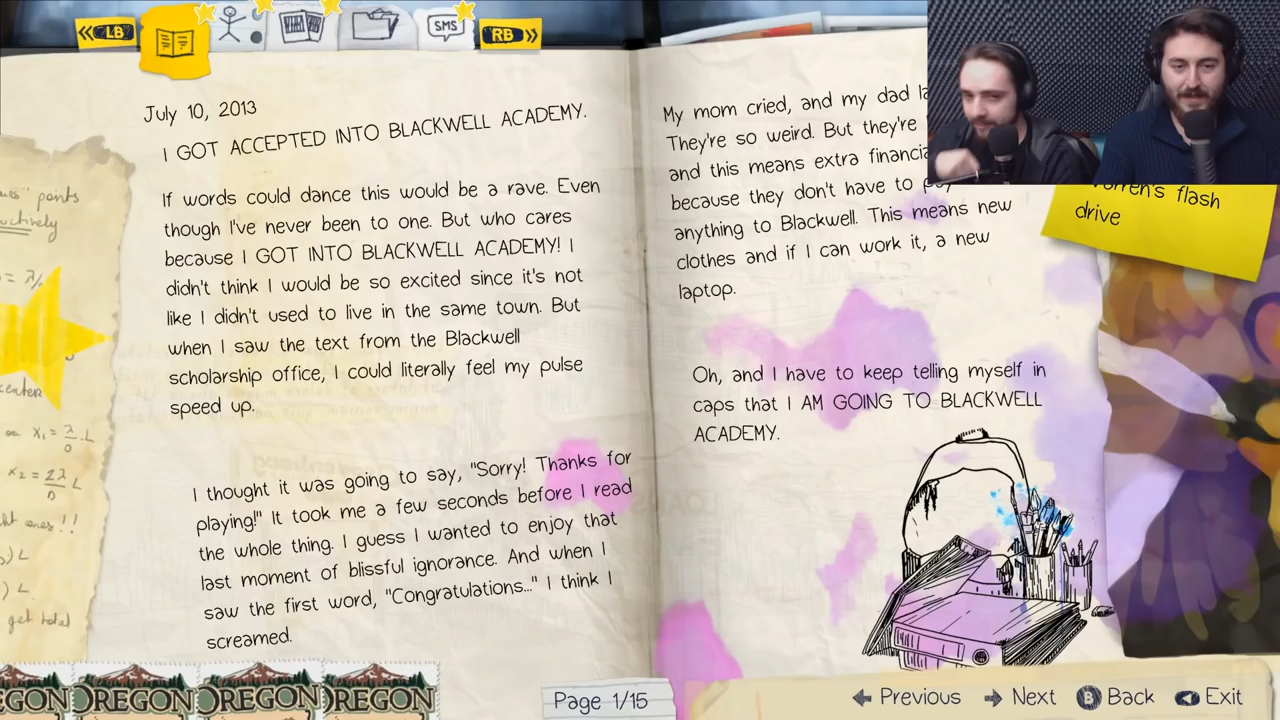 LB
SMS
RB
July 10, 2013
I GOT ACCEPTED INTO BLACKWELL ACADEMY.
If words could dance this would be a rave. Even
though I've never been to one. But who cares
because I GOT INTO BLACKWELL ACADEMY! I
didn't think I would be so excited since it's not
like I didn't used to live in the same town. But
when I saw the text from the Blackwell
scholarship office, I could literally feel my pulse
speed up.
I thought it was going to say, "Sorry! Thanks for
playing!" It took me a few seconds before I read
the whole thing. I guess I wanted to enjoy that
last moment of blissful ignorance. And when I
saw the first word, "Congratulations..." I think I
screamed.
My mom cried, and my dad
They're so weird. But they're
and this means extra
because they don't have to
anything to Blackwell. This means new
clothes and if I can work it, a new
laptop.
Oh, and I have to keep telling myself in
caps that I AM GOING TO BLACKWELL
ACADEMY.
flash
drive
points
get total
OREGON OREGON OREGON
Page 1/15
Previous
Next
B Back
Exit